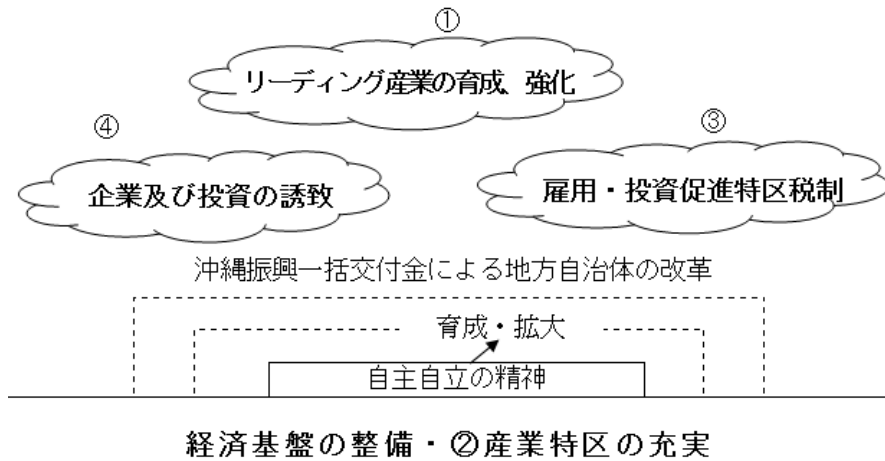 ①
リーディング産業の育成、強化
④
③
企業及び投資の誘致
雇用・投資促進特区税制
沖縄振興一括交付金による地方自治体の改革
育成・拡大
自主自立の精神
経済基盤の整備・②産業特区の充実